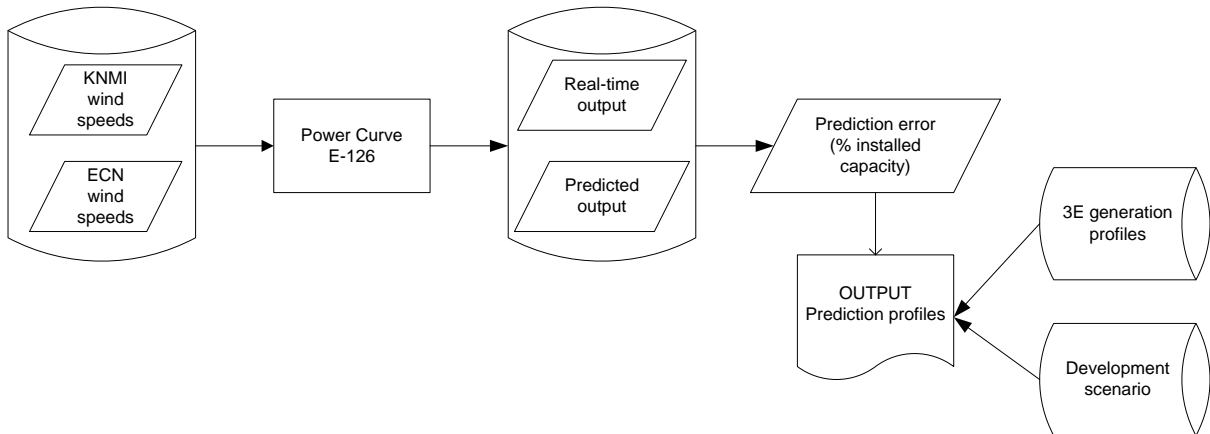 KNMI
wind
speeds
ECN
wind
speeds
Power Curve
E-126
Real-time
output
Predicted
output
Prediction error
(% installed
capacity)
OUTPUT
Prediction profiles
3E generation
profiles
Development
scenario